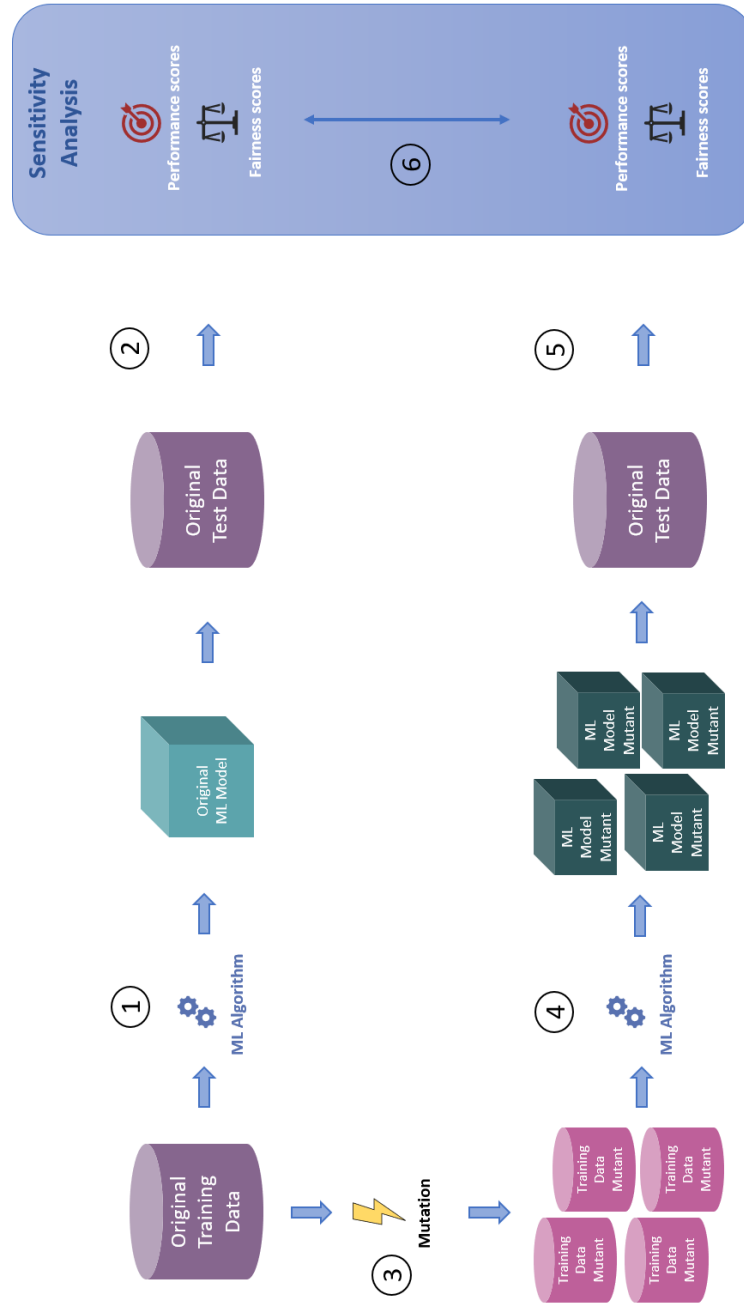 Original
Training
Data
1
ML Algorithm
Original
ML Model
Original
Test Data
2
Sensitivity
Analysis
Performance scores
Fairness scores
3
Mutation
6
Training
Data
Mutant
Training
Data
Mutant
Training
Data
Mutant
Training
Data
Mutant
4
ML Algorithm
ML
Model
Mutant
ML
Model
Mutant
ML
Model
Mutant
ML
Model
Mutant
Original
Test Data
5
Performance scores
Fairness scores